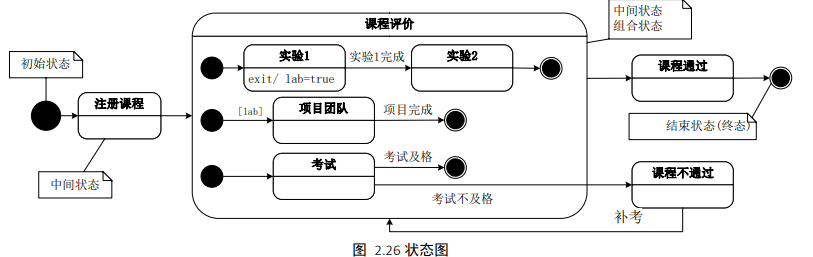 课程评价
中间状态
组合状态
初始状态
实验1
实验1完成
实验2
exit/ lab=true
课程通过
注册课程
[lab]
项目团队
项目完成
结束状态(终态)
中间状态
考试
考试及格
考试不及格
课程不通过
补考
图 2.26 状态图